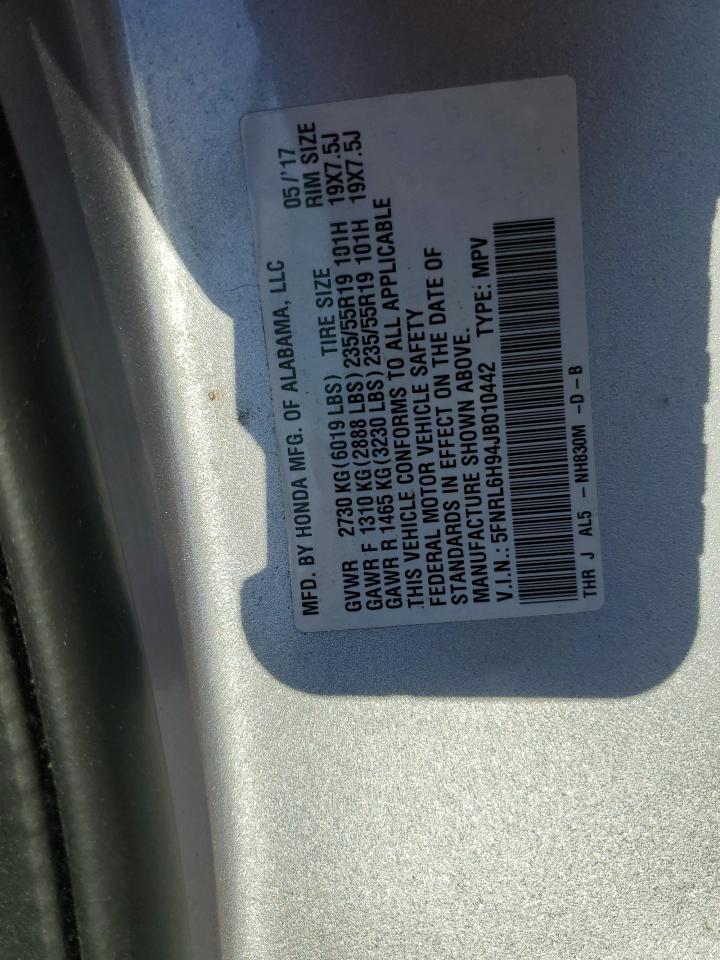 MFD. BY HONDA MFG. OF ALABAMA, LLC 05/'17
GVWR 2730 KG(6019 LBS) TIRE SIZE RIM SIZE
GAWR F 1310 KG(2888 LBS)235/55R19 101H 19X7.5J
GAWR R 1465 KG(3230 LBS)235/55R19 101H 19X7.5J
THIS VEHICLE CONFORMS TO ALL APPLICABLE
FEDERAL MOTOR VEHICLE SAFETY
STANDARDS IN EFFECT ON THE DATE OF
MANUFACTURE SHOWN ABOVE.
V.I.N.: 5FNRL6H94JB010442 TYPE: MPV
THR J AL5 - NH830M -D-B